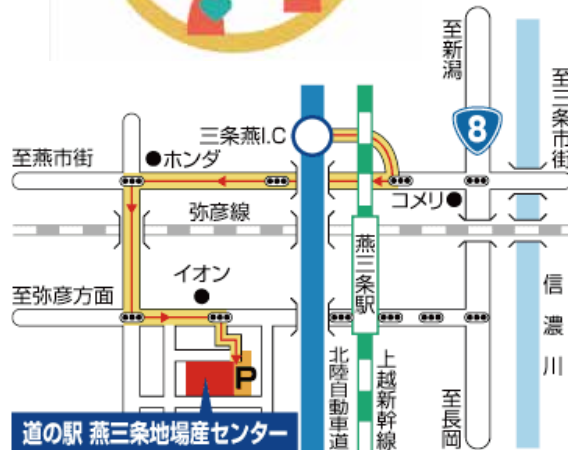 至新潟
至三条市街
8
三条燕I.C
至燕市街
ホンダ
コメリ
弥彦線
燕三条駅
イオン
至弥彦方面
信濃川
P
北陸自動車道
上越新幹線
至長岡
道の駅 燕三条地場産センター